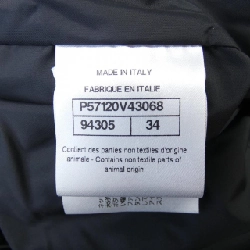 MADE IN ITALY
FABRIQUE EN ITALIE
P57120V43068
94305 34
Contient des parties non textiles d'origine
animale - Contains non textile parts of
animal origin